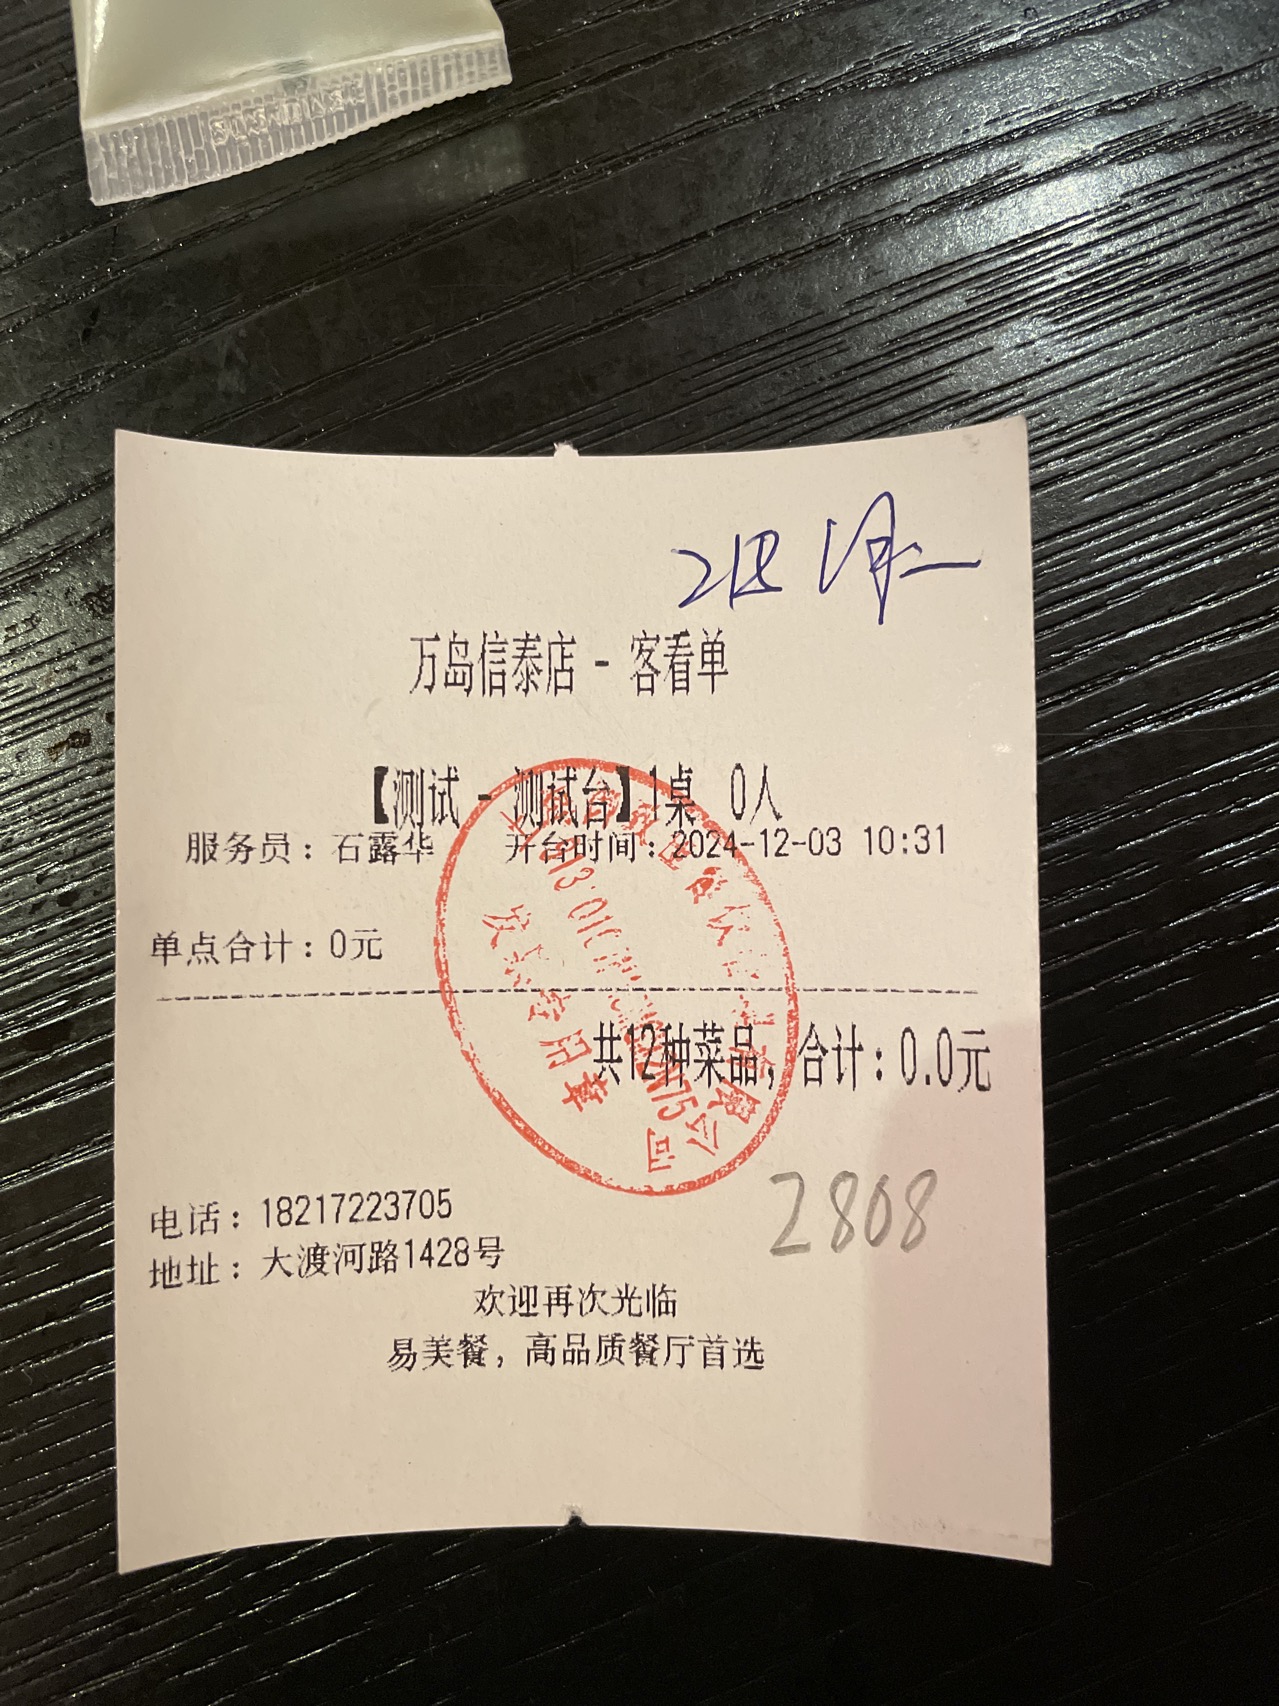 万岛信泰店 - 客看单
【测试 - 测试台】1桌 0人
服务员：石露华 开台时间：2024-12-03 10:31
单点合计：0元
共12种菜品，合计：0.0元
2808
电话：18217223705
地址：大渡河路1428号
欢迎再次光临
易美餐，高品质餐厅首选